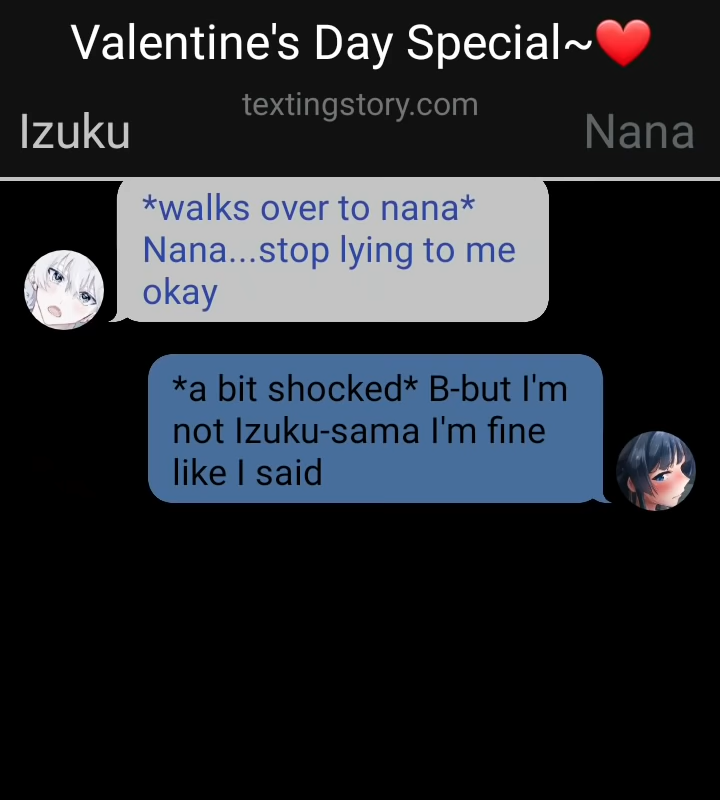 Valentine's Day Special~❤️
textingstory.com
Izuku
Nana
*walks over to nana*
Nana...stop lying to me
okay
*a bit shocked* B-but I'm
not Izuku-sama I'm fine
like I said